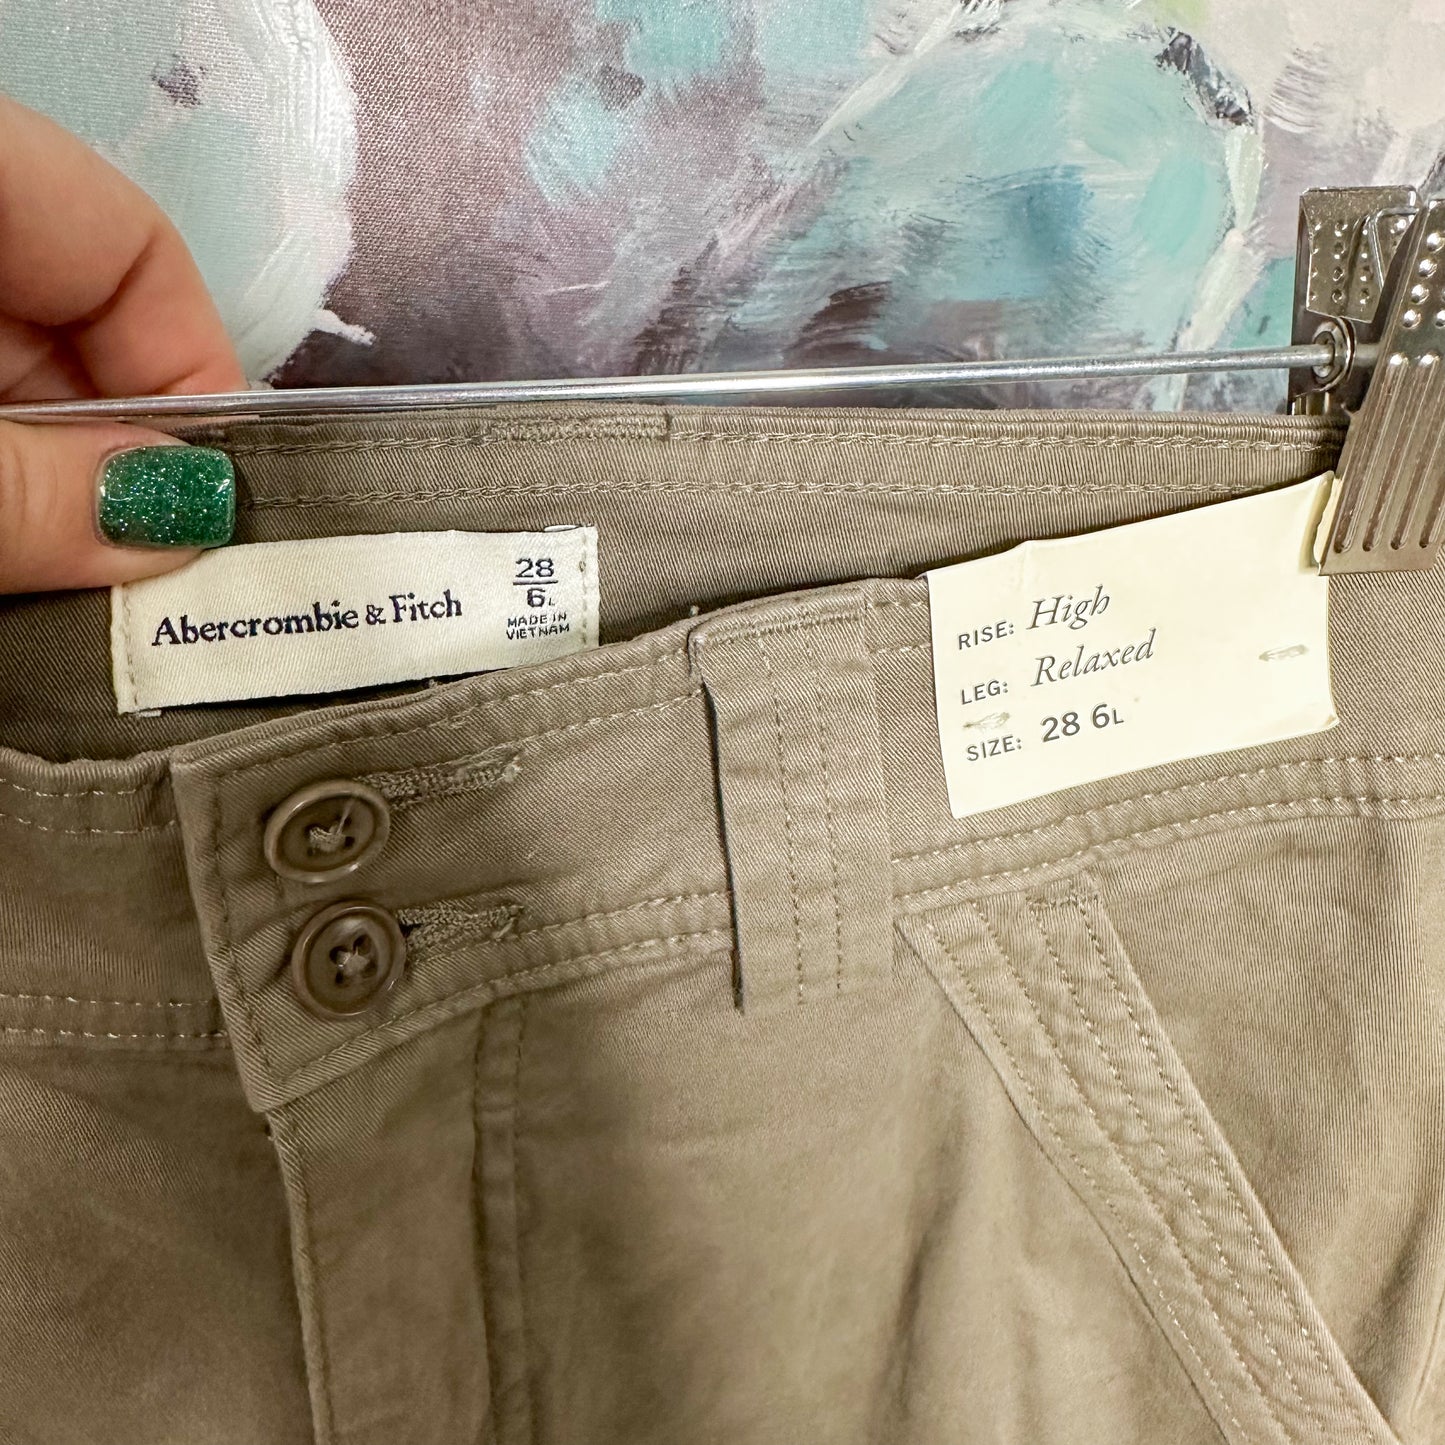 Abercrombie & Fitch
28
6L
MADE IN
VIETNAM
RISE: High
LEG: Relaxed
SIZE: 28 6L